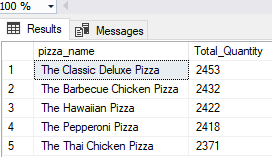 100 %
Results Messages
pizza_name Total_Quantity
1 The Classic Deluxe Pizza 2453
2 The Barbecue Chicken Pizza 2432
3 The Hawaiian Pizza 2422
4 The Pepperoni Pizza 2418
5 The Thai Chicken Pizza 2371